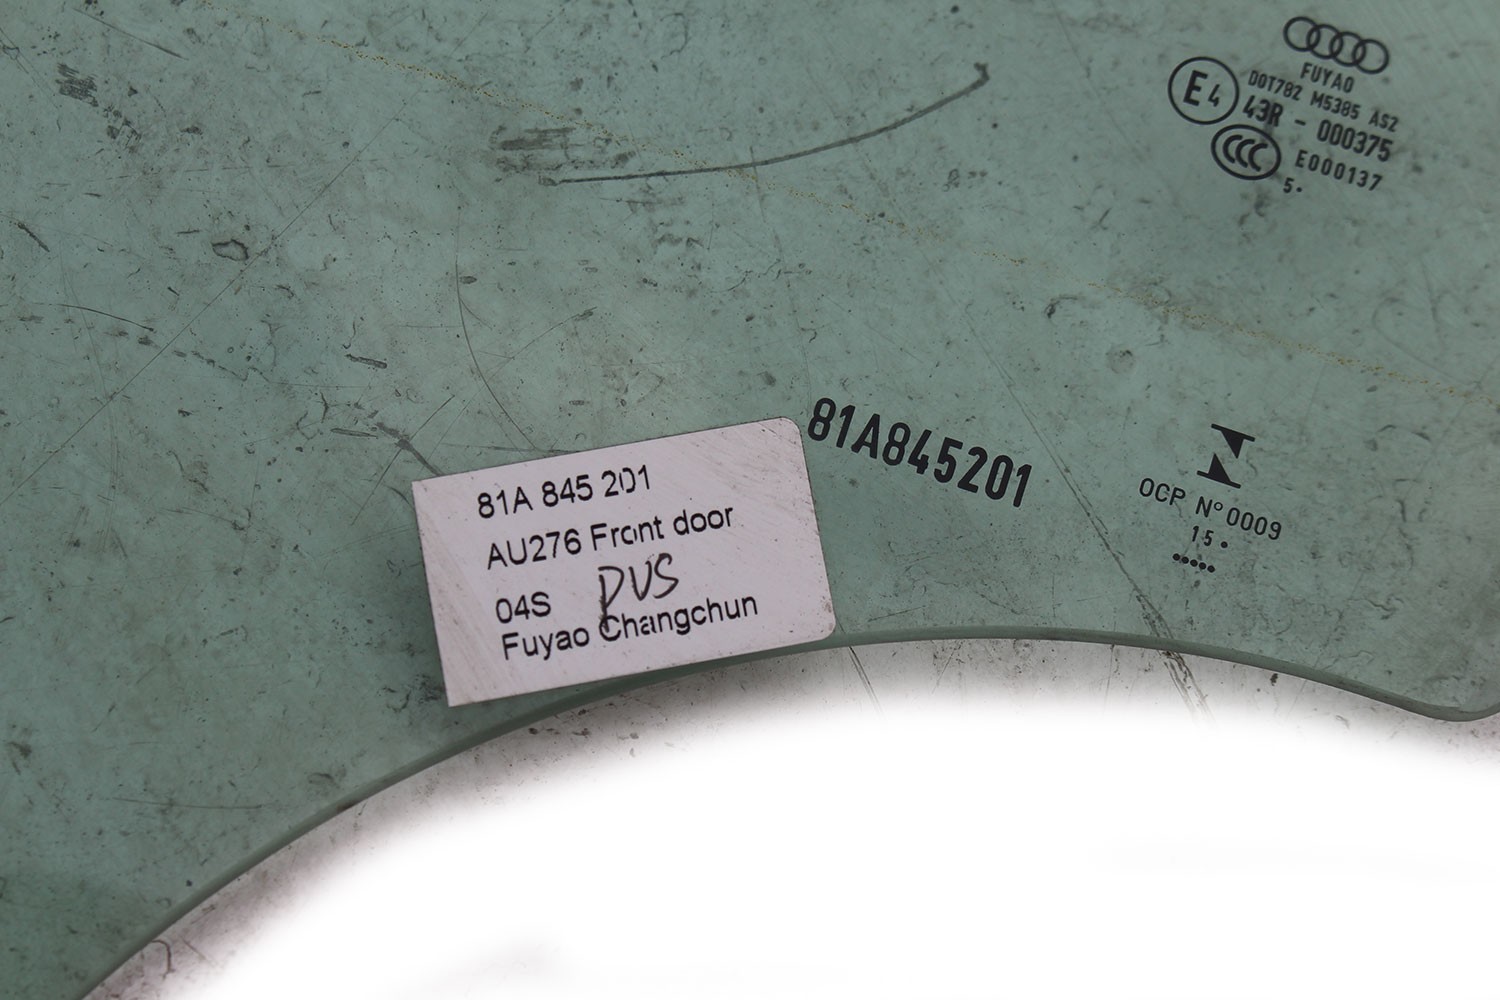 FUYAO
E4
DOT782 M5385 AS2
43R - 000375
CCC E000137
5.
81A845201
OCP N° 0009
15 •
•••••
81A 845 201
AU276 Front door
04S
Fuyao Changchun